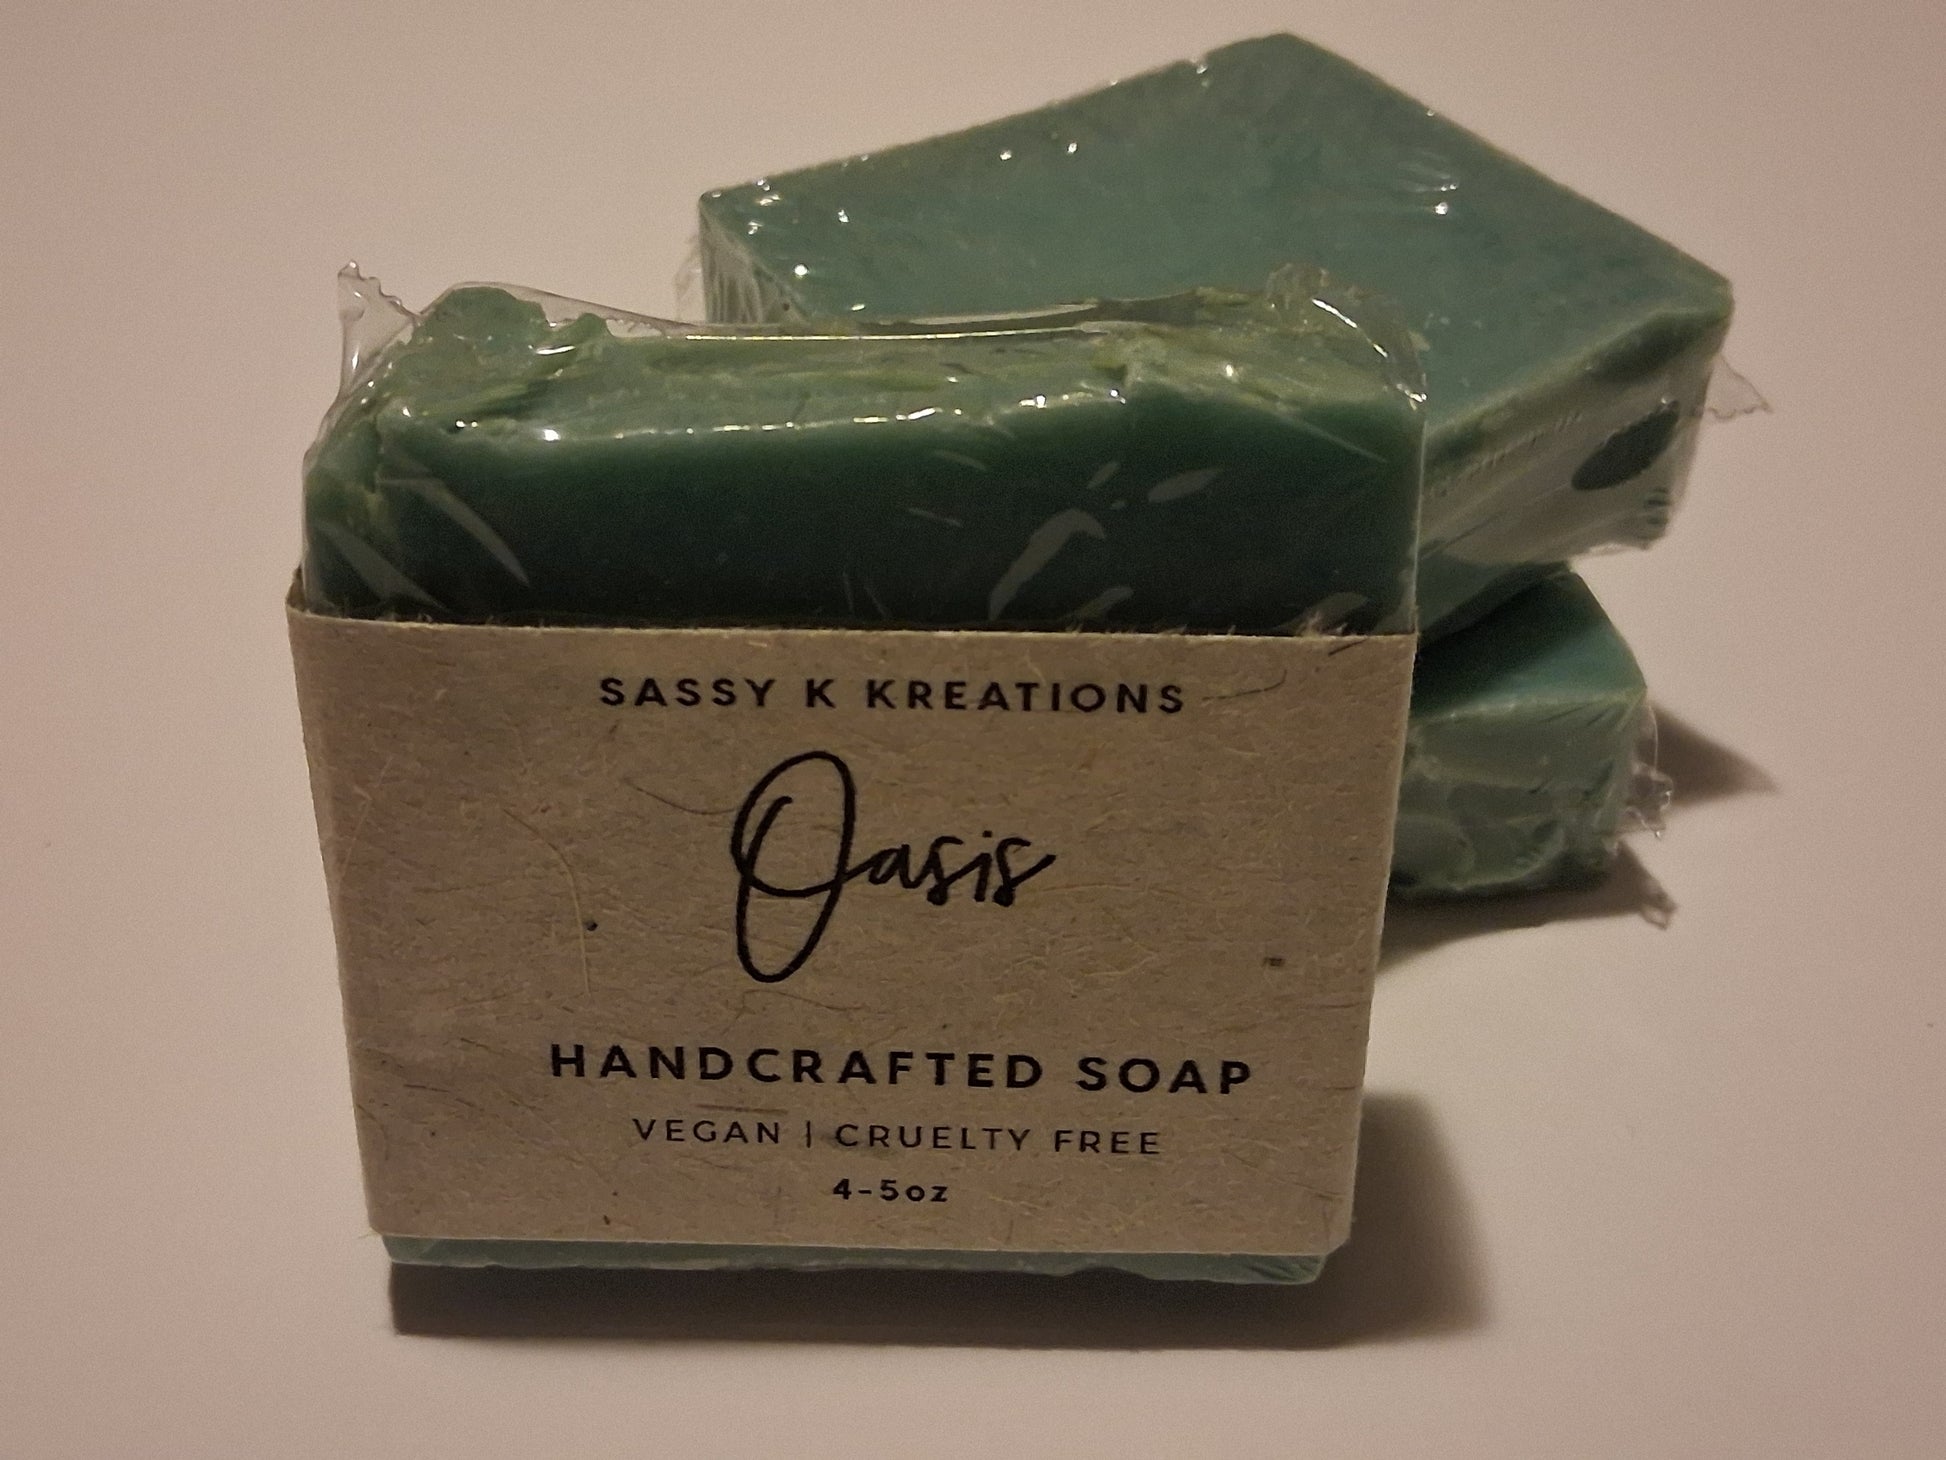 SASSY K KREATIONS
Oasis
HANDCRAFTED SOAP
VEGAN | CRUELTY FREE
4-5oz